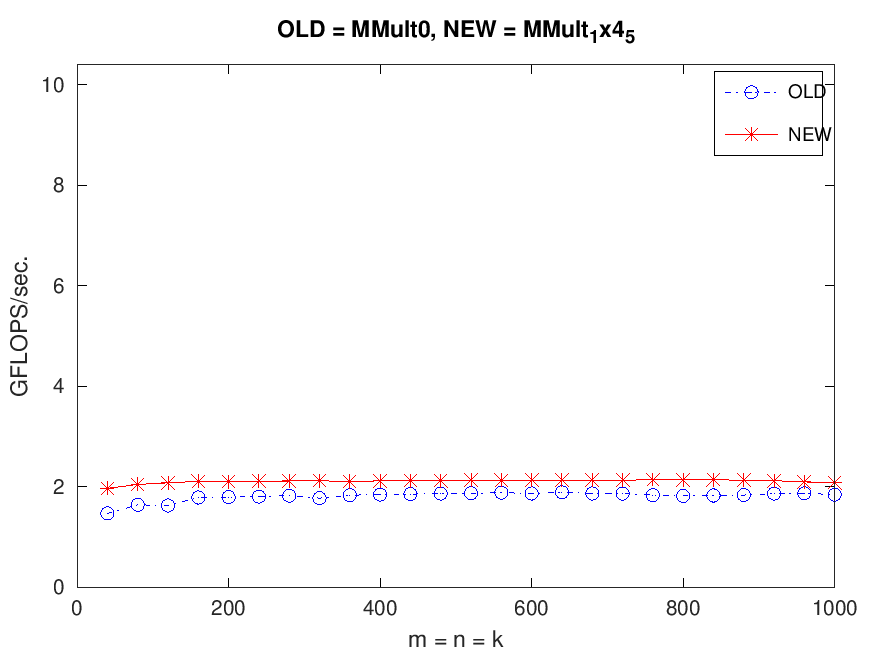 OLD = MMult0, NEW = MMult₁x4₅
OLD
NEW
GFLOPS/sec.
10
8
6
4
2
0
0 200 400 600 800 1000
m = n = k